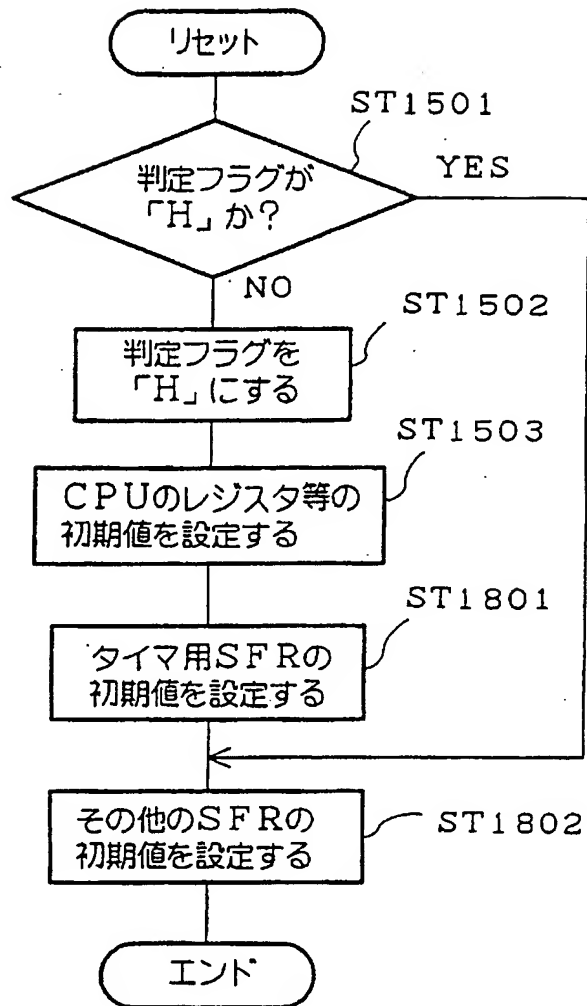 リセット
ST1501
判定フラグが
「H」か?
YES
NO
ST1502
判定フラグを
「H」にする
ST1503
CPUのレジスタ等の
初期値を設定する
ST1801
タイマ用SFRの
初期値を設定する
その他のSFRの
初期値を設定する
ST1802
エンド